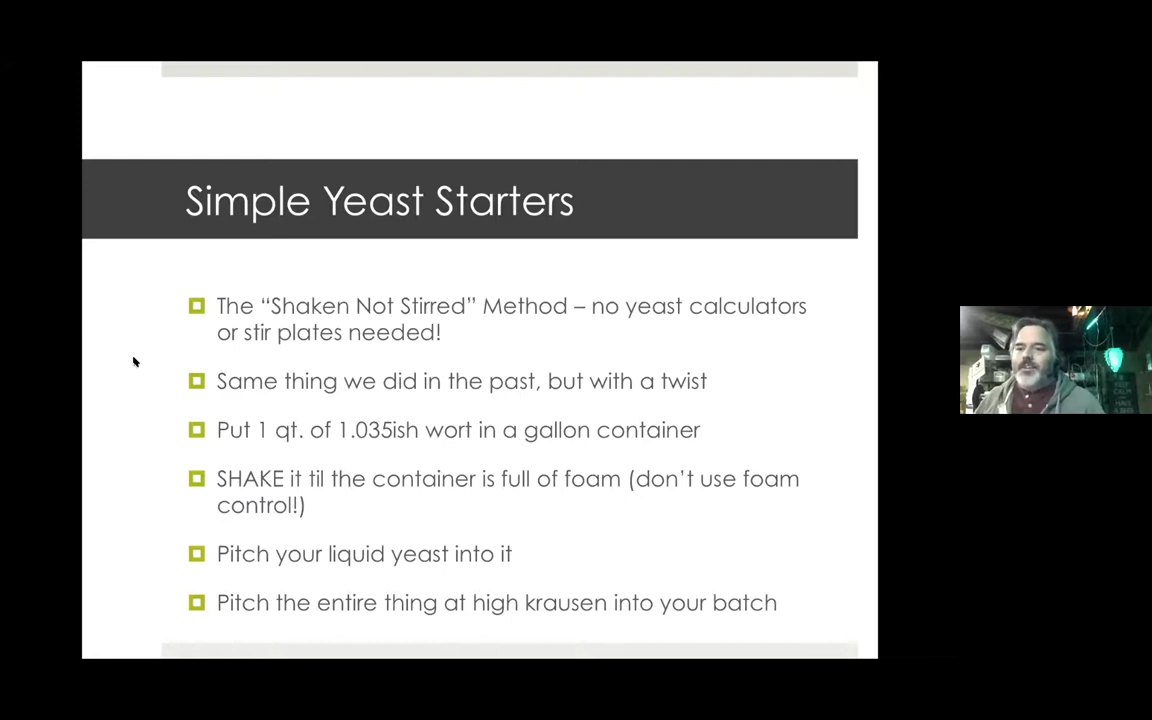 Simple Yeast Starters
The “Shaken Not Stirred” Method – no yeast calculators
or stir plates needed!
Same thing we did in the past, but with a twist
Put 1 qt. of 1.035ish wort in a gallon container
SHAKE it til the container is full of foam (don’t use foam
control!)
Pitch your liquid yeast into it
Pitch the entire thing at high krausen into your batch
KEEP
CALM
HAVE